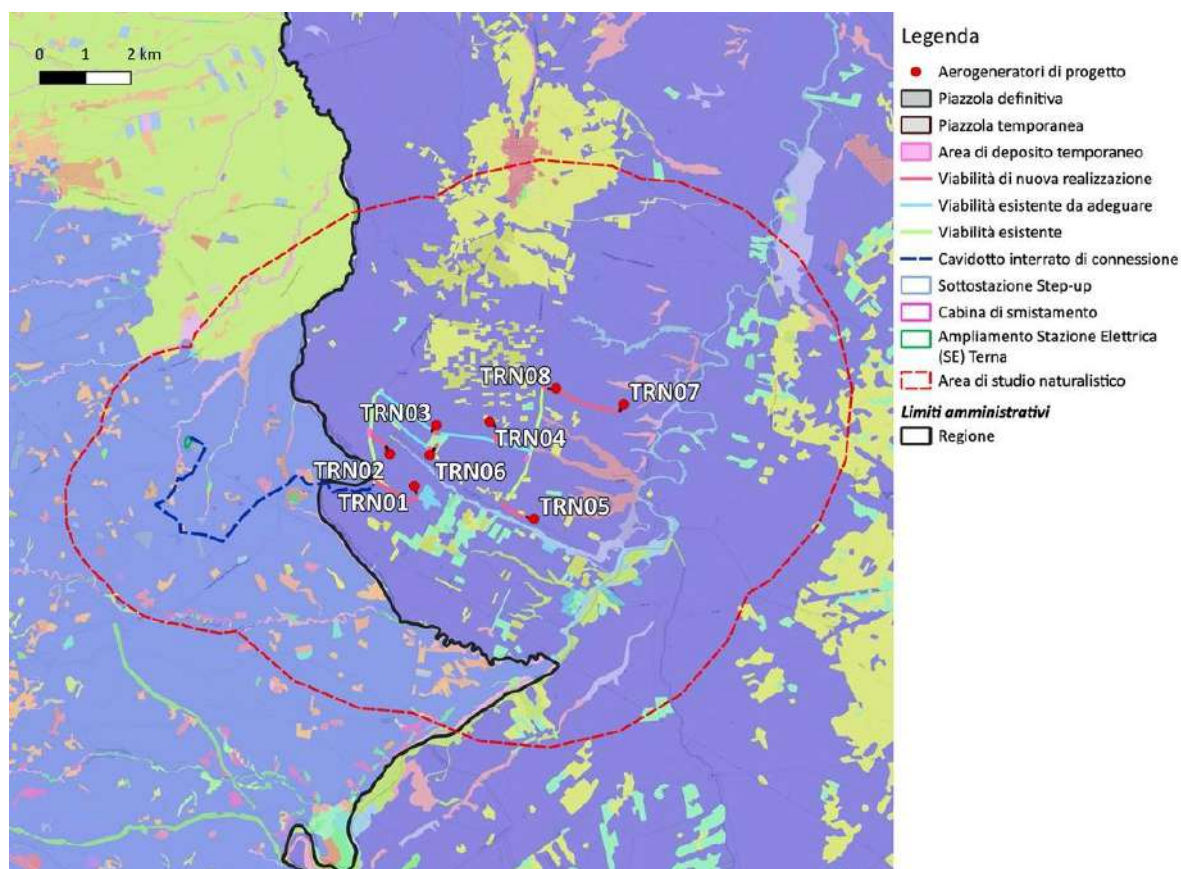 0 1 2 km
TRN08
TRN07
TRN03
TRN04
TRN02
TRN06
TRN01
TRN05
Legenda
Aerogeneratori di progetto
Piazzola definitiva
Piazzola temporanea
Area di deposito temporaneo
Viabilità di nuova realizzazione
Viabilità esistente da adeguare
Viabilità esistente
Cavidotto interrato di connessione
Sottostazione Step-up
Cabina di smistamento
Ampliamento Stazione Elettrica
(SE) Terna
Area di studio naturalistico
Limiti amministrativi
Regione